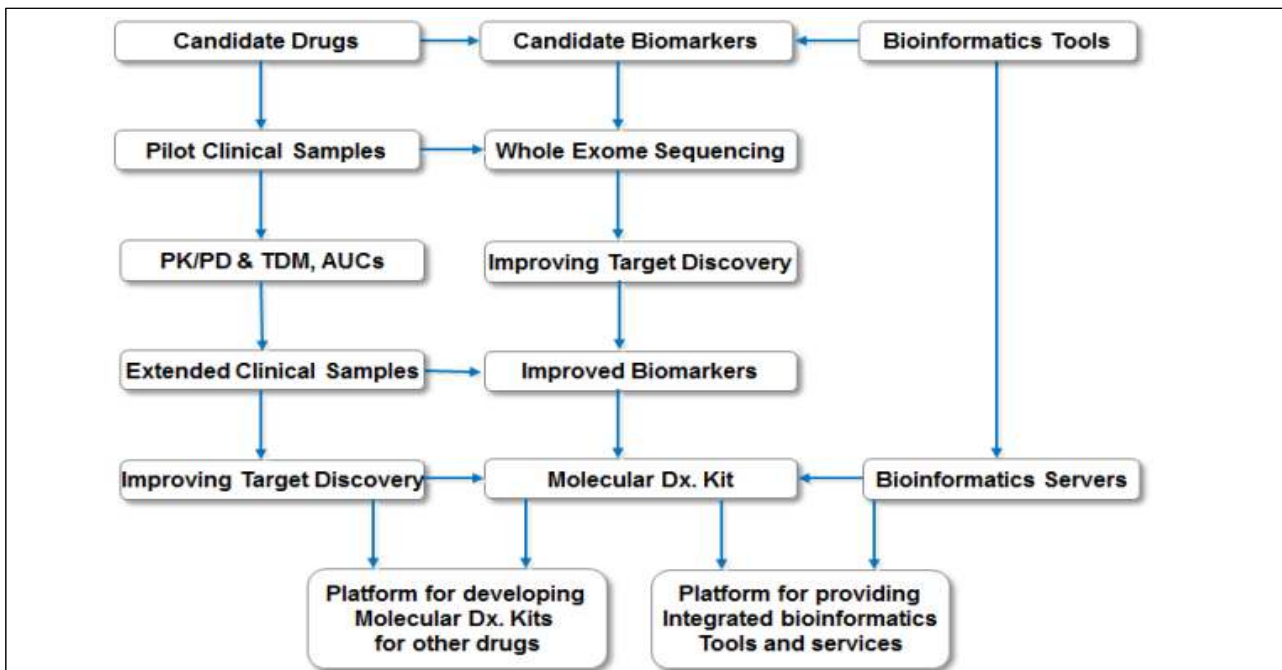 Candidate Drugs
Candidate Biomarkers
Bioinformatics Tools
Pilot Clinical Samples
Whole Exome Sequencing
PK/PD & TDM, AUCs
Improving Target Discovery
Extended Clinical Samples
Improved Biomarkers
Improving Target Discovery
Molecular Dx. Kit
Bioinformatics Servers
Platform for developing
Molecular Dx. Kits
for other drugs
Platform for providing
Integrated bioinformatics
Tools and services